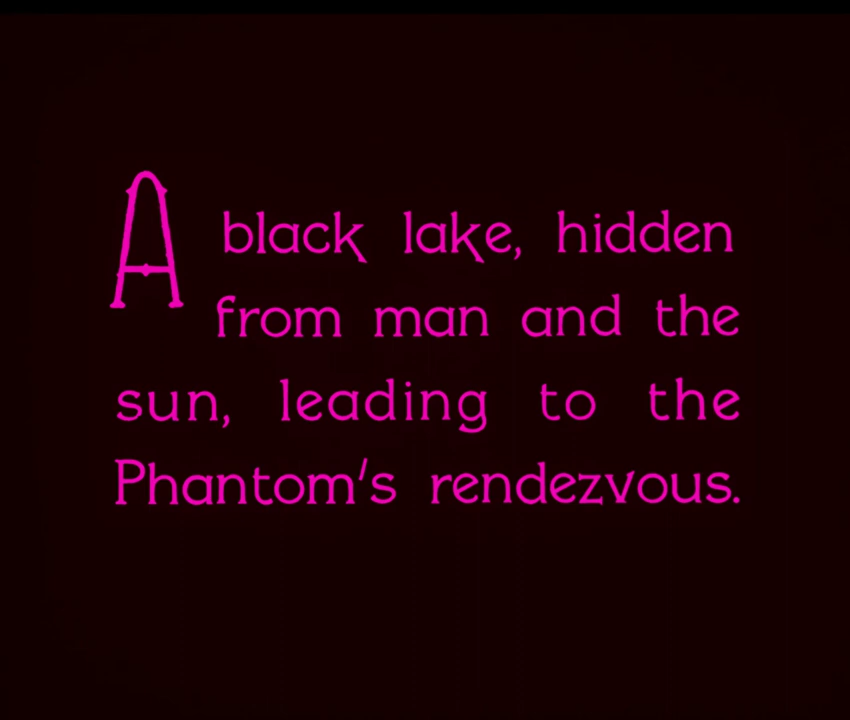 A black lake, hidden
from man and the
sun, leading to the
Phantom's rendezvous.